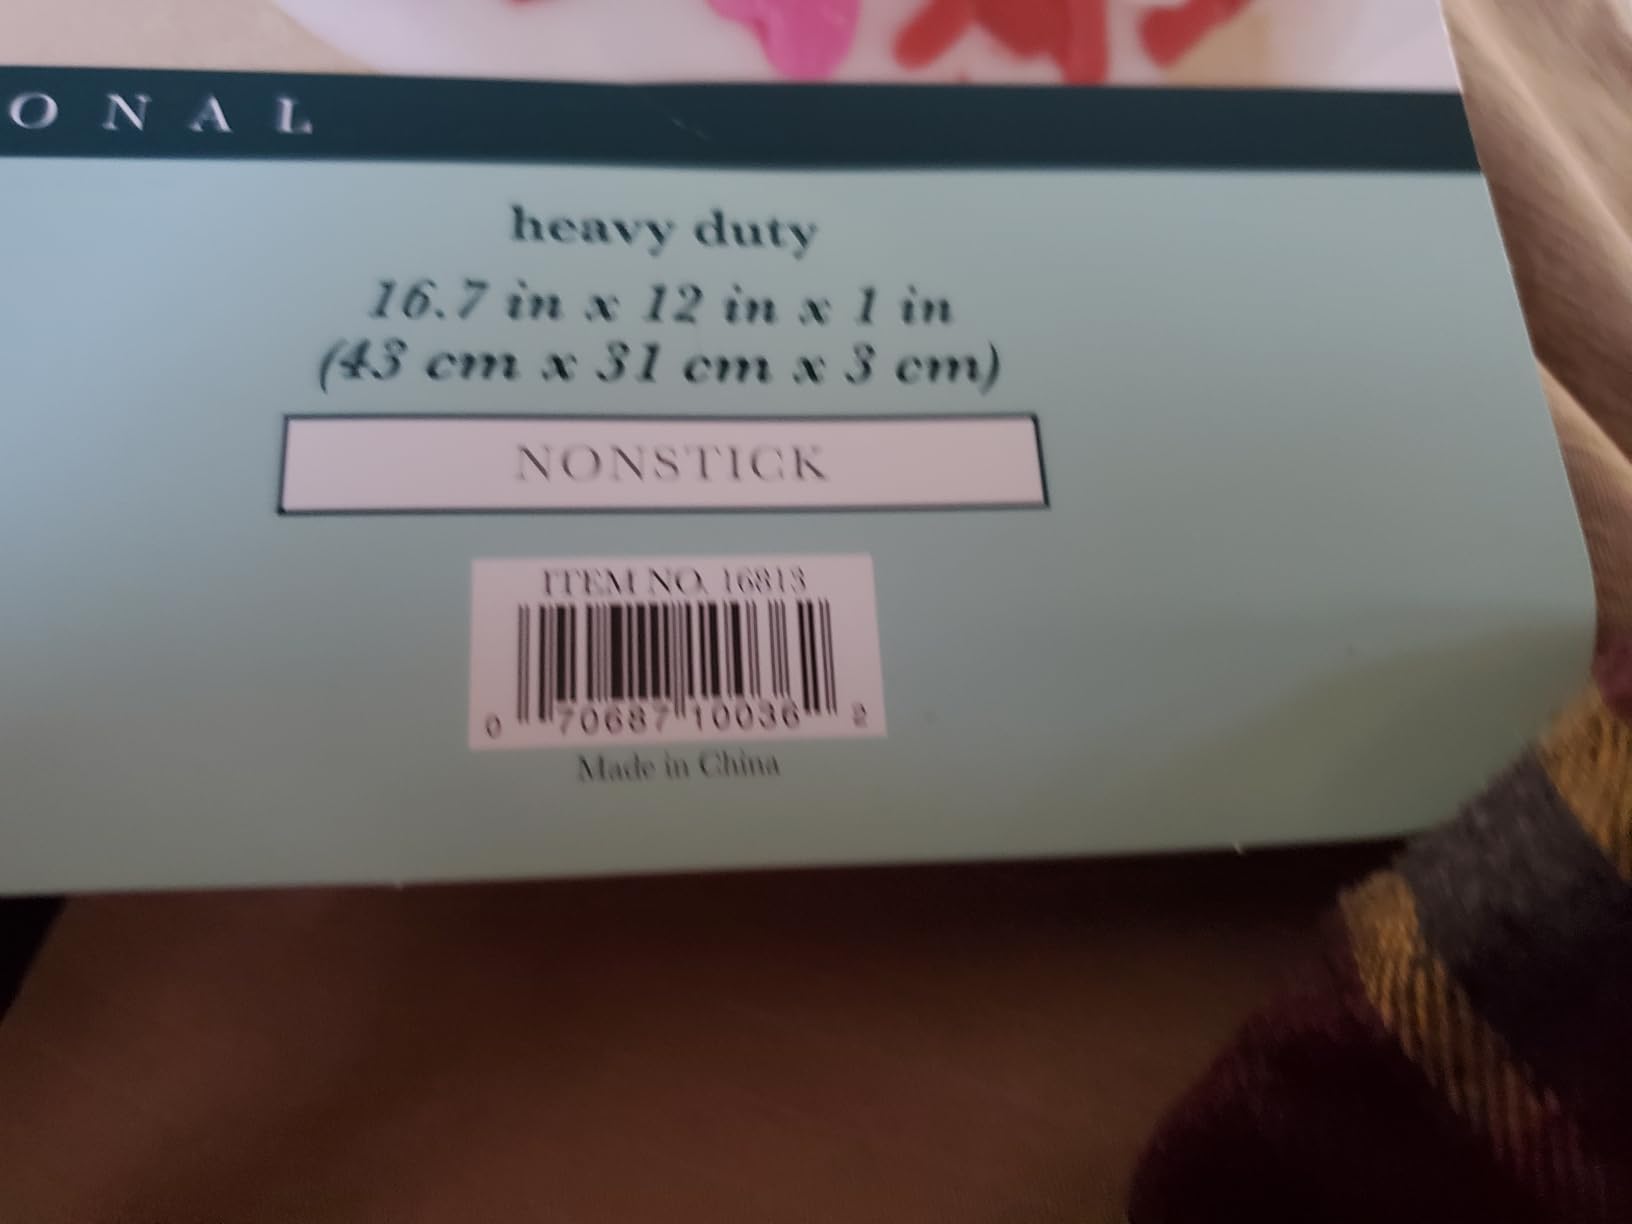 ONAL
heavy duty
16.7 in x 12 in x 1 in
(43 cm x 31 cm x 3 cm)
NONSTICK
ITEM NO. 16813
0 70687 10036 2
Made in China